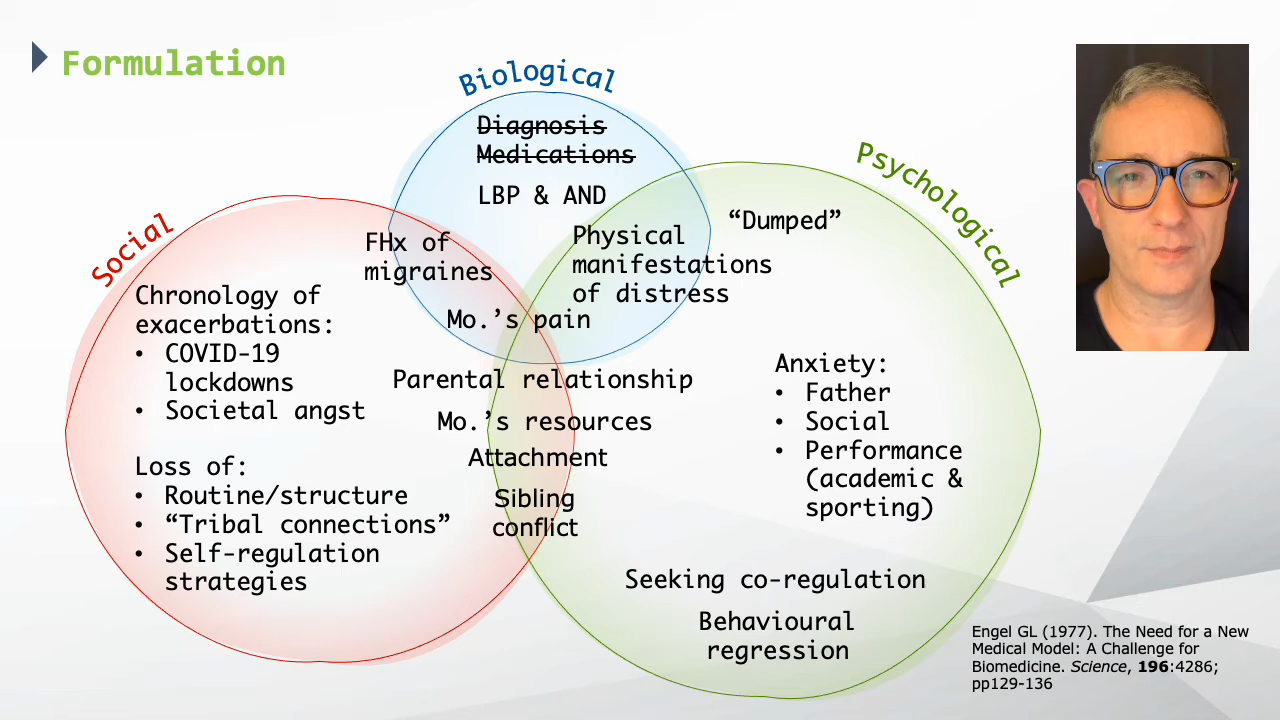 Formulation
Biological
Diagnosis
Medications
LBP & AND
Psychological
“Dumped”
Physical
manifestations
of distress
Social
FHx of
migraines
Mo.’s pain
Chronology of
exacerbations:
• COVID-19
lockdowns
• Societal angst
Loss of:
• Routine/structure
• “Tribal connections”
• Self-regulation
strategies
Parental relationship
Mo.’s resources
Attachment
Sibling
conflict
Anxiety:
• Father
• Social
• Performance
(academic &
sporting)
Seeking co-regulation
Behavioural
regression
Engel GL (1977). The Need for a New
Medical Model: A Challenge for
Biomedicine. Science, 196:4286;
pp129-136